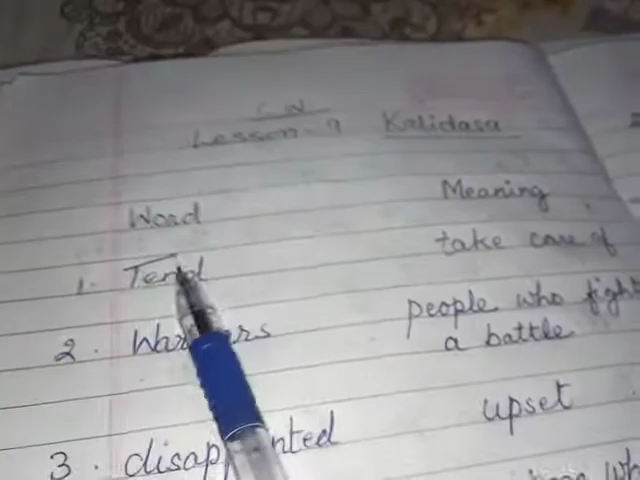 C.W
Lesson-9 Kalidasa
Word Meaning
1. Tend take care of
2. people who fight
a battle
3. upset